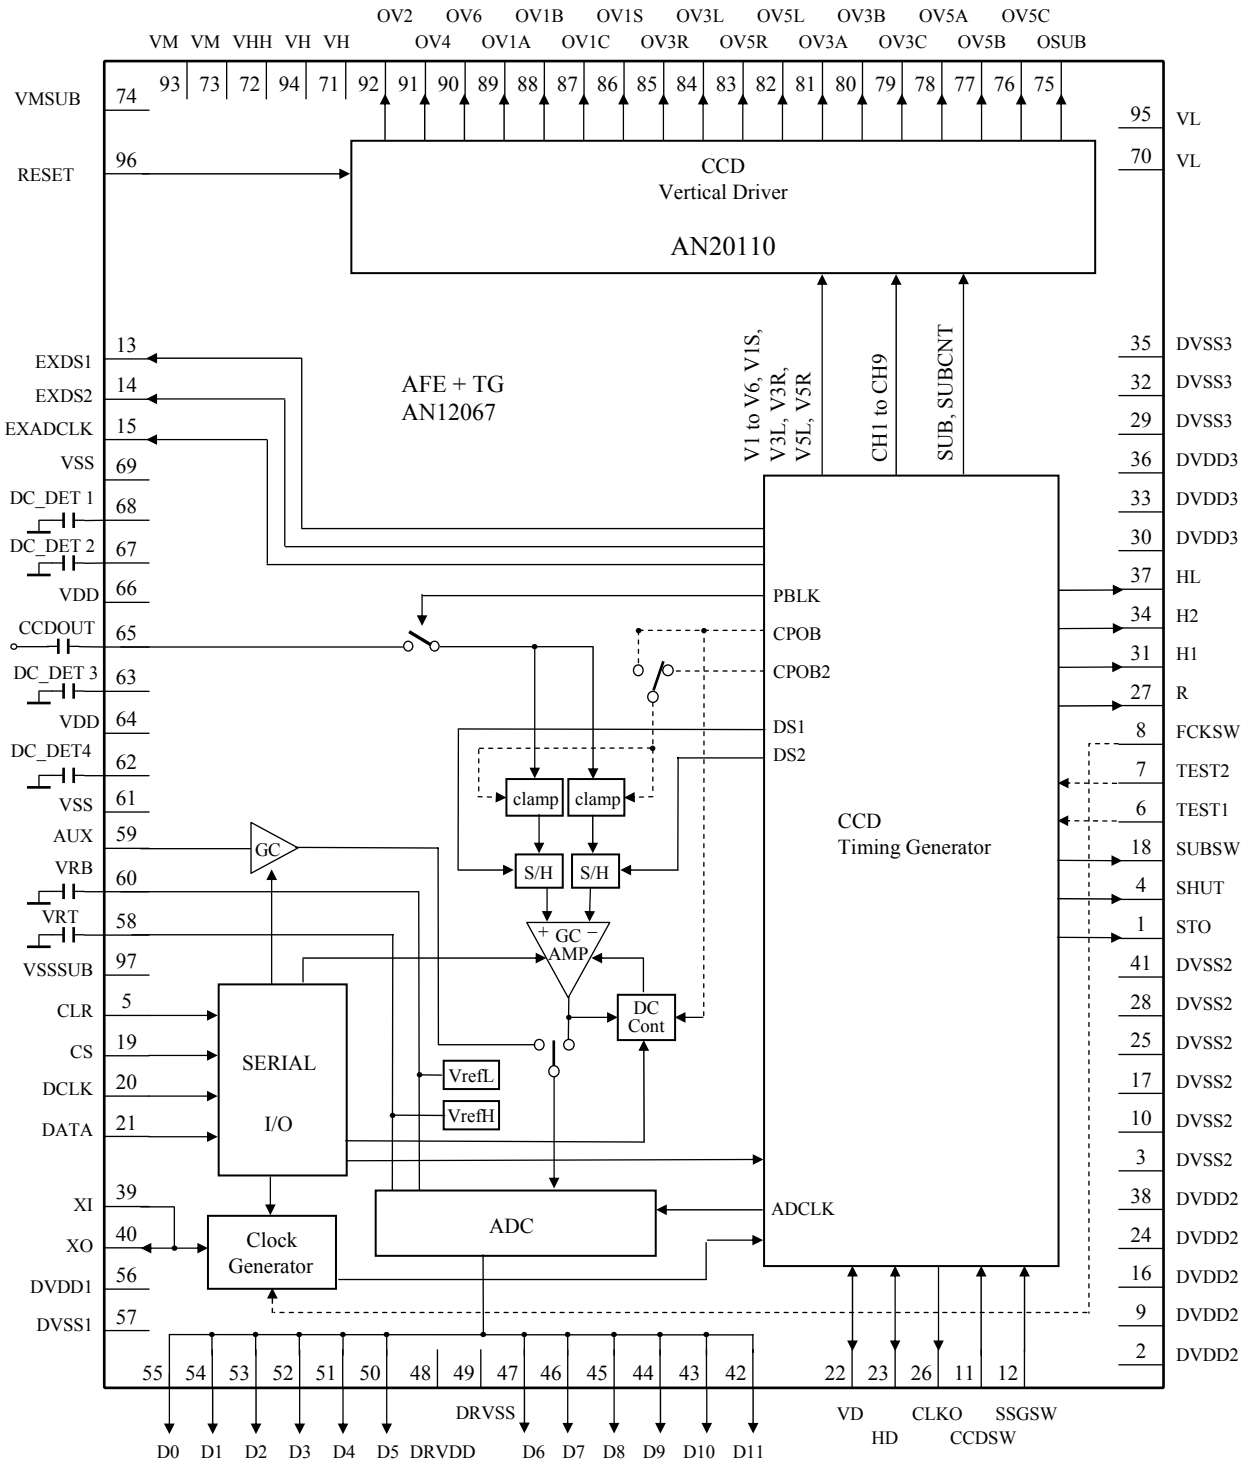 OV2 OV6 OV1B OV1S OV3L OV5L OV3B OV5A OV5C
VM VM VHH VH VH OV4 OV1A OV1C OV3R OV5R OV3A OV3C OV5B OSUB
93 73 72 94 71 92 91 90 89 88 87 86 85 84 83 82 81 80 79 78 77 76 75
VMSUB 74
95 VL
RESET 96
70 VL
CCD
Vertical Driver
AN20110
V1 to V6, V1S,
V3L, V3R,
V5L, V5R
CH1 to CH9
SUB, SUBCNT
AFE + TG
AN12067
EXDS1 13
EXDS2 14
EXADCLK 15
VSS 69
DC_DET 1 68
DC_DET 2 67
VDD 66
CCDOUT 65
DC_DET 3 63
VDD 64
DC_DET4 62
VSS 61
AUX 59
VRB 60
VRT 58
VSSSUB 97
CLR 5
CS 19
DCLK 20
DATA 21
XI 39
XO 40
DVDD1 56
DVSS1 57
PBLK
CPOB
CPOB2
DS1
DS2
clamp clamp
S/H S/H
GC
+ GC −
AMP
DC
Cont
SERIAL
I/O
VrefL
VrefH
ADC
ADCLK
Clock
Generator
CCD
Timing Generator
35 DVSS3
32 DVSS3
29 DVSS3
36 DVDD3
33 DVDD3
30 DVDD3
37 HL
34 H2
31 H1
27 R
8 FCKSW
7 TEST2
6 TEST1
18 SUBSW
4 SHUT
1 STO
41 DVSS2
28 DVSS2
25 DVSS2
17 DVSS2
10 DVSS2
3 DVSS2
38 DVDD2
24 DVDD2
16 DVDD2
9 DVDD2
2 DVDD2
55 54 53 52 51 50 48 49 47 46 45 44 43 42 22 23 26 11 12
DRVSS VD CLKO SSGSW
HD CCDSW
D0 D1 D2 D3 D4 D5 DRVDD D6 D7 D8 D9 D10 D11